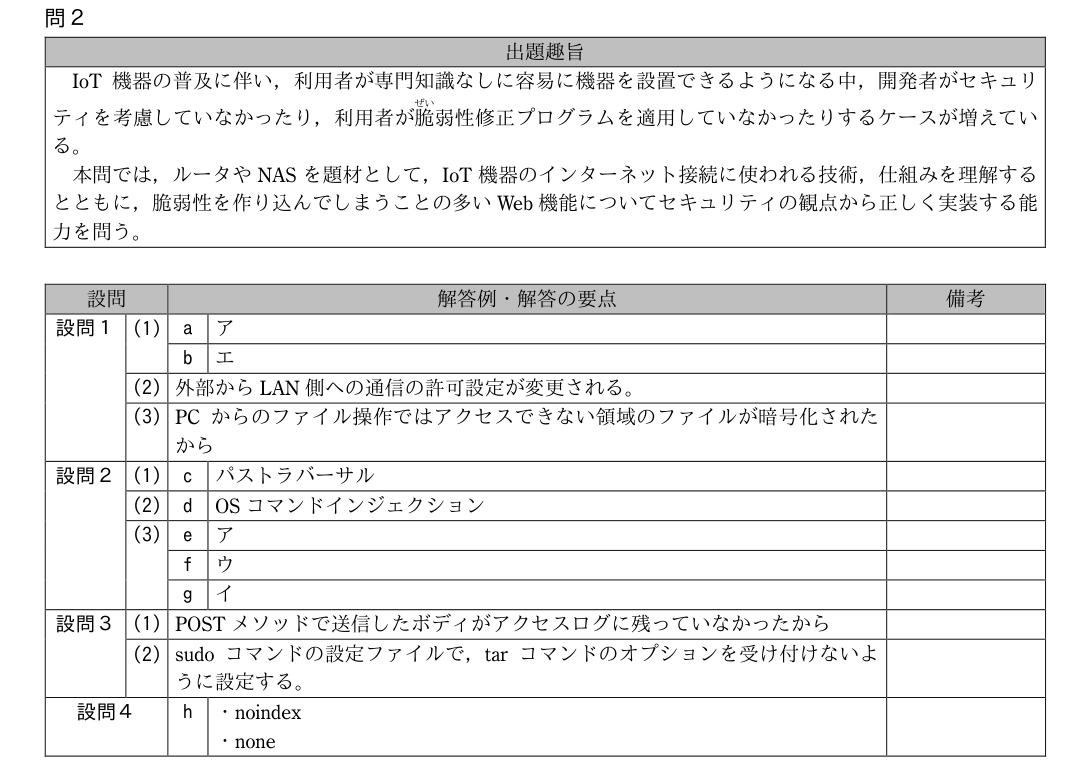 問２
出題趣旨
IoT 機器の普及に伴い，利用者が専門知識なしに容易に機器を設置できるようになる中，開発者がセキュリ
ティを考慮していなかったり，利用者が脆弱性修正プログラムを適用していなかったりするケースが増えてい
ぜい
る。
本問では，ルータや NAS を題材として，IoT 機器のインターネット接続に使われる技術，仕組みを理解する
とともに，脆弱性を作り込んでしまうことの多い Web 機能についてセキュリティの観点から正しく実装する能
力を問う。
設問 解答例・解答の要点 備考
設問１ (1) a ア
b エ
(2) 外部から LAN 側への通信の許可設定が変更される。
(3) PC からのファイル操作ではアクセスできない領域のファイルが暗号化された
から
設問２ (1) c パストラバーサル
(2) d OS コマンドインジェクション
(3) e ア
f ウ
g イ
設問３ (1) POST メソッドで送信したボディがアクセスログに残っていなかったから
(2) sudo コマンドの設定ファイルで，tar コマンドのオプションを受け付けないよ
うに設定する。
設問４ h ・noindex
・none